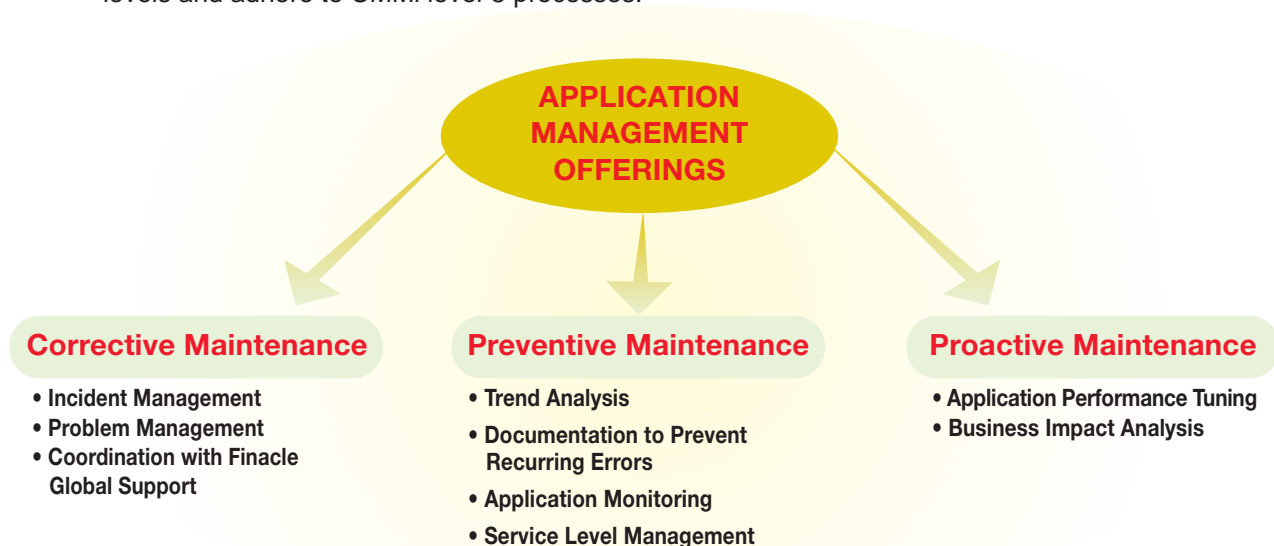 APPLICATION
MANAGEMENT
OFFERINGS
Corrective Maintenance
• Incident Management
• Problem Management
• Coordination with Finacle
Global Support
Preventive Maintenance
• Trend Analysis
• Documentation to Prevent
Recurring Errors
• Application Monitoring
• Service Level Management
Proactive Maintenance
• Application Performance Tuning
• Business Impact Analysis